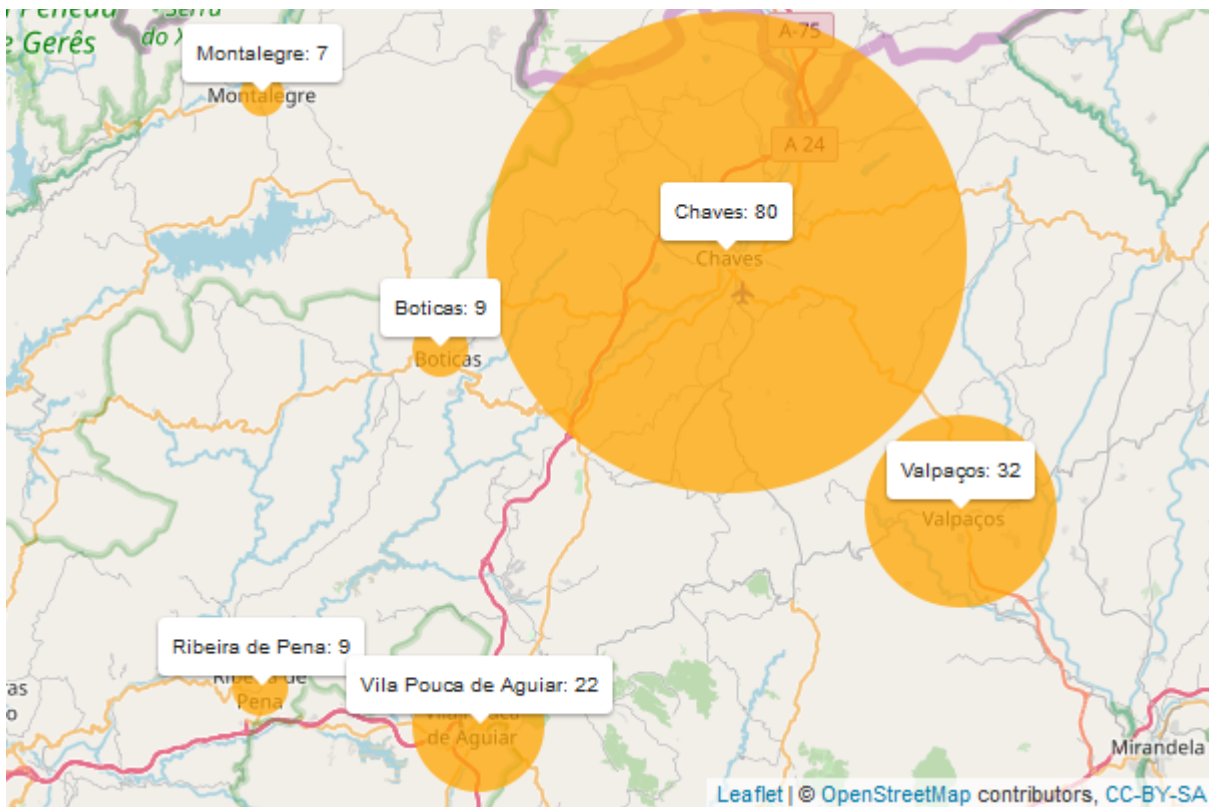 e Gerês
do X
Montalegre: 7
Montalegre
A-75
A 24
Chaves: 80
Chaves
Boticas: 9
Boticas
Valpaços: 32
Valpaços
Ribeira de Pena: 9
Pena
Vila Pouca de Aguiar: 22
de Aguiar
ras
o
Mirandela
Leaflet | © OpenStreetMap contributors, CC-BY-SA